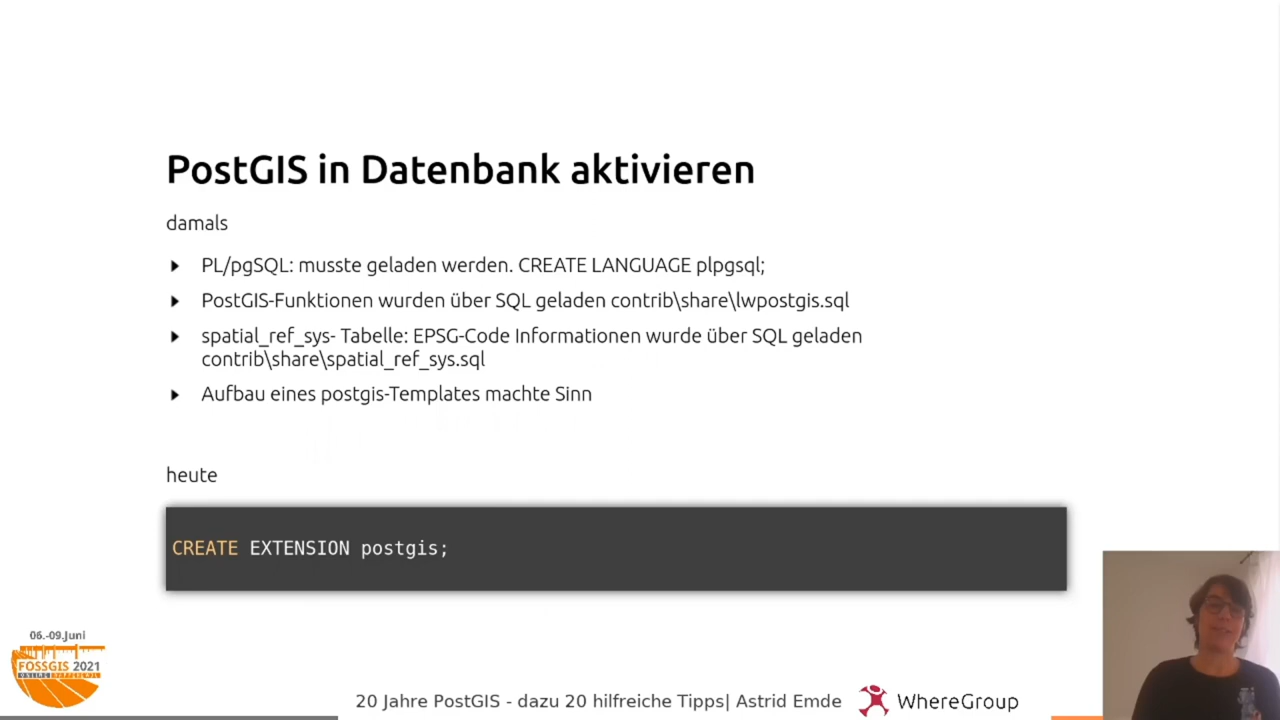 PostGIS in Datenbank aktivieren
damals
PL/pgSQL: musste geladen werden. CREATE LANGUAGE plpgsql;
PostGIS-Funktionen wurden über SQL geladen contrib\share\lwpostgis.sql
spatial_ref_sys- Tabelle: EPSG-Code Informationen wurde über SQL geladen
contrib\share\spatial_ref_sys.sql
Aufbau eines postgis-Templates machte Sinn
heute
CREATE EXTENSION postgis;
06.-09.Juni
FOSSGIS 2021
20 Jahre PostGIS - dazu 20 hilfreiche Tipps| Astrid Emde
WhereGroup